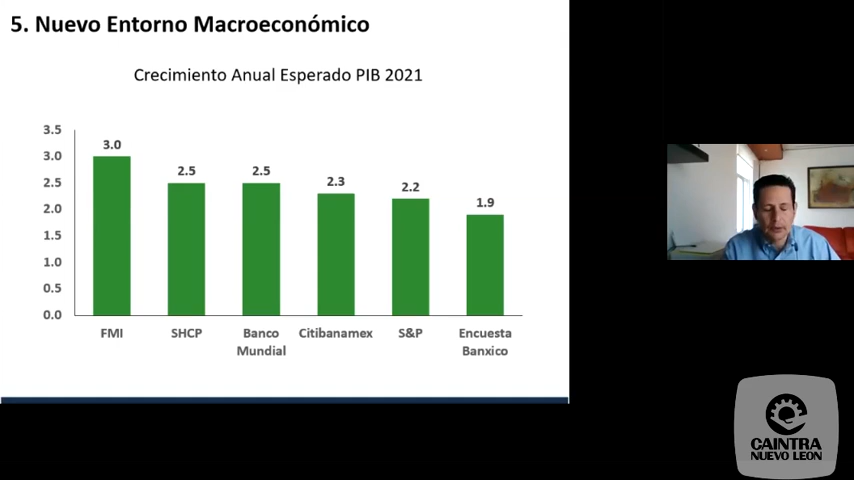 5. Nuevo Entorno Macroeconómico
Crecimiento Anual Esperado PIB 2021
3.5
3.0
2.5
2.0
1.5
1.0
0.5
0.0
3.0
2.5
2.5
2.3
2.2
1.9
FMI
SHCP
Banco
Mundial
Citibanamex
S&P
Encuesta
Banxico
CAINTRA
NUEVO LEÓN